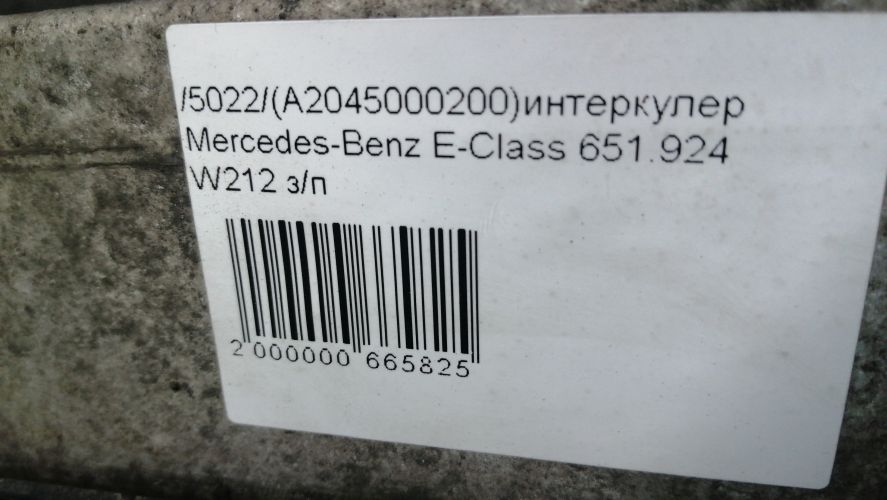 /5022/(A2045000200)интеркулер
Mercedes-Benz E-Class 651.924
W212 з/п
2 000000 665825